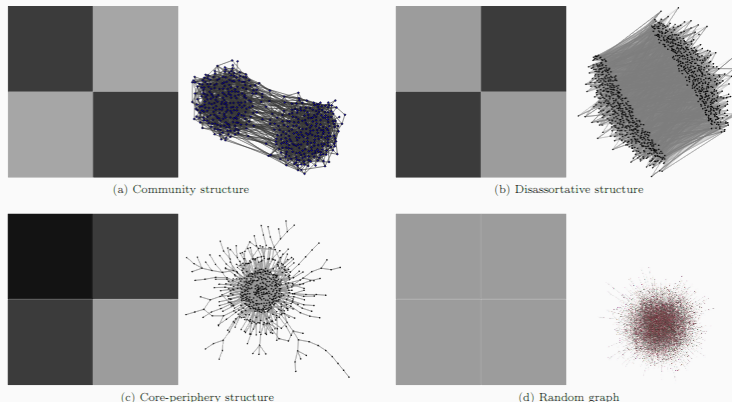 (a) Community structure
(b) Disassortative structure
(c) Core-periphery structure
(d) Random graph